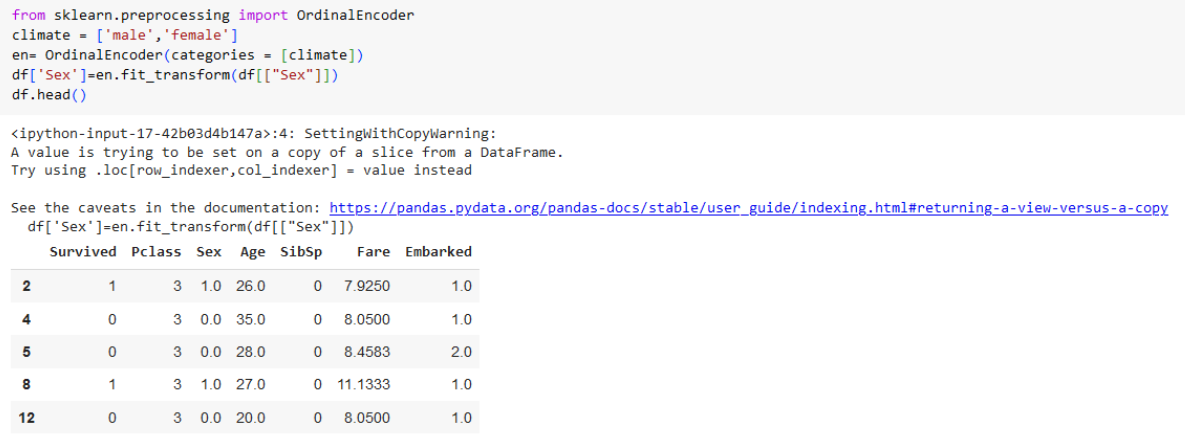 from sklearn.preprocessing import OrdinalEncoder
climate = ['male','female']
en= OrdinalEncoder(categories = [climate])
df['Sex']=en.fit_transform(df[["Sex"]])
df.head()
<ipython-input-17-42b03d4b147a>:4: SettingWithCopyWarning:
A value is trying to be set on a copy of a slice from a DataFrame.
Try using .loc[row_indexer,col_indexer] = value instead
See the caveats in the documentation: https://pandas.pydata.org/pandas-docs/stable/user_guide/indexing.html#returning-a-view-versus-a-copy
df['Sex']=en.fit_transform(df[["Sex"]])
Survived Pclass Sex Age SibSp Fare Embarked
2 1 3 1.0 26.0 0 7.9250 1.0
4 0 3 0.0 35.0 0 8.0500 1.0
5 0 3 0.0 28.0 0 8.4583 2.0
8 1 3 1.0 27.0 0 11.1333 1.0
12 0 3 0.0 20.0 0 8.0500 1.0